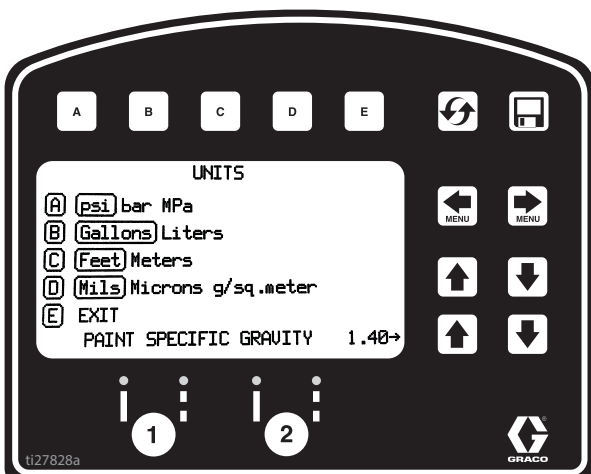 A B C D E
UNITS
A psi bar MPa
B Gallons Liters
C Feet Meters
D Mils Microns g/sq.meter
E EXIT
PAINT SPECIFIC GRAVITY 1.40→
MENU MENU
1 2
ti27828a
GRACO